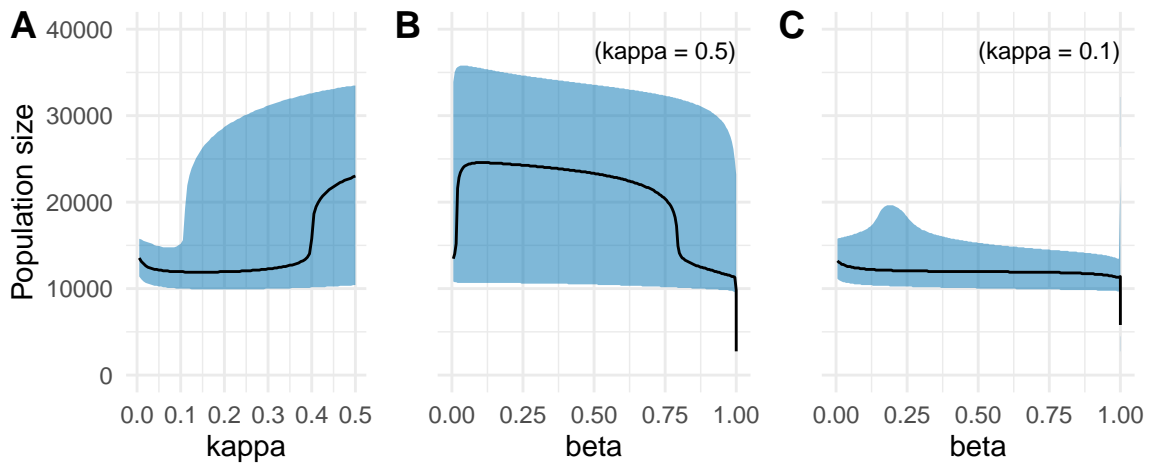 A
B
C
Population size
40000
30000
20000
10000
0
(kappa = 0.5)
(kappa = 0.1)
0.0 0.1 0.2 0.3 0.4 0.5
0.00 0.25 0.50 0.75 1.00
0.00 0.25 0.50 0.75 1.00
kappa
beta
beta